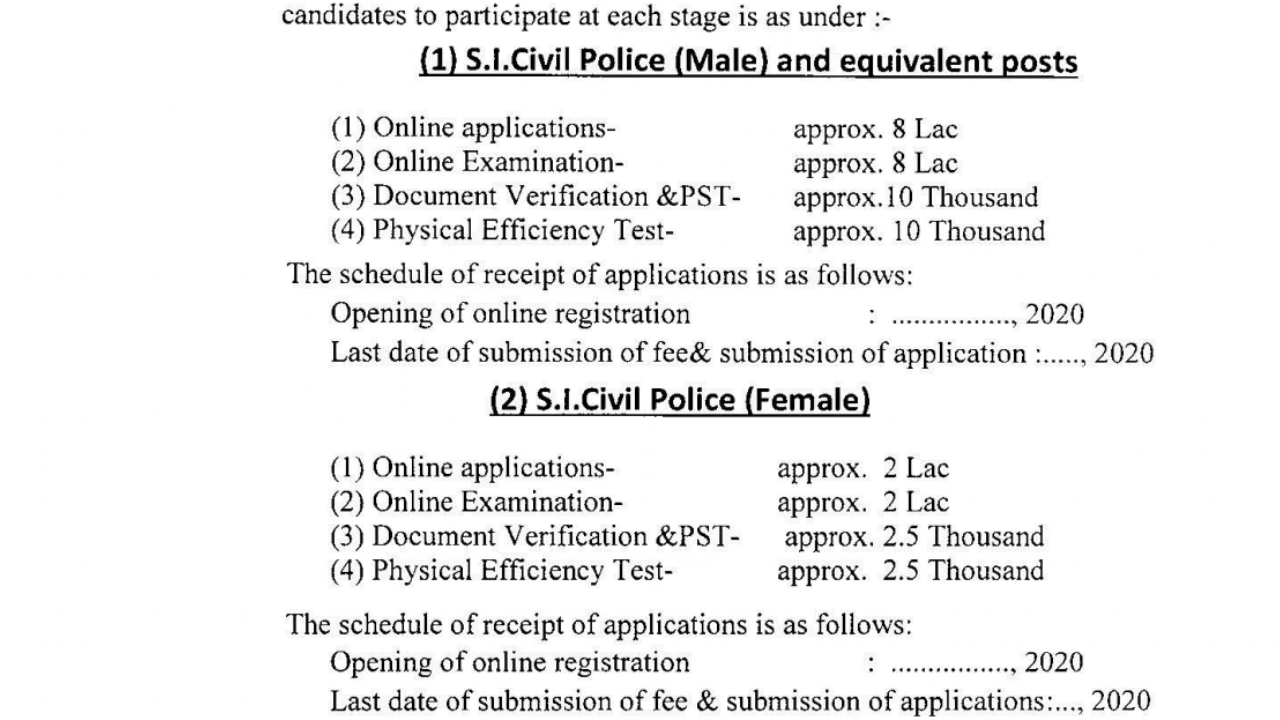 candidates to participate at each stage is as under :-
(1) S.I.Civil Police (Male) and equivalent posts
(1) Online applications- approx. 8 Lac
(2) Online Examination- approx. 8 Lac
(3) Document Verification &PST- approx.10 Thousand
(4) Physical Efficiency Test- approx. 10 Thousand
The schedule of receipt of applications is as follows:
Opening of online registration : ................, 2020
Last date of submission of fee& submission of application :....., 2020
(2) S.I.Civil Police (Female)
(1) Online applications- approx. 2 Lac
(2) Online Examination- approx. 2 Lac
(3) Document Verification &PST- approx. 2.5 Thousand
(4) Physical Efficiency Test- approx. 2.5 Thousand
The schedule of receipt of applications is as follows:
Opening of online registration : ................, 2020
Last date of submission of fee & submission of applications:..., 2020